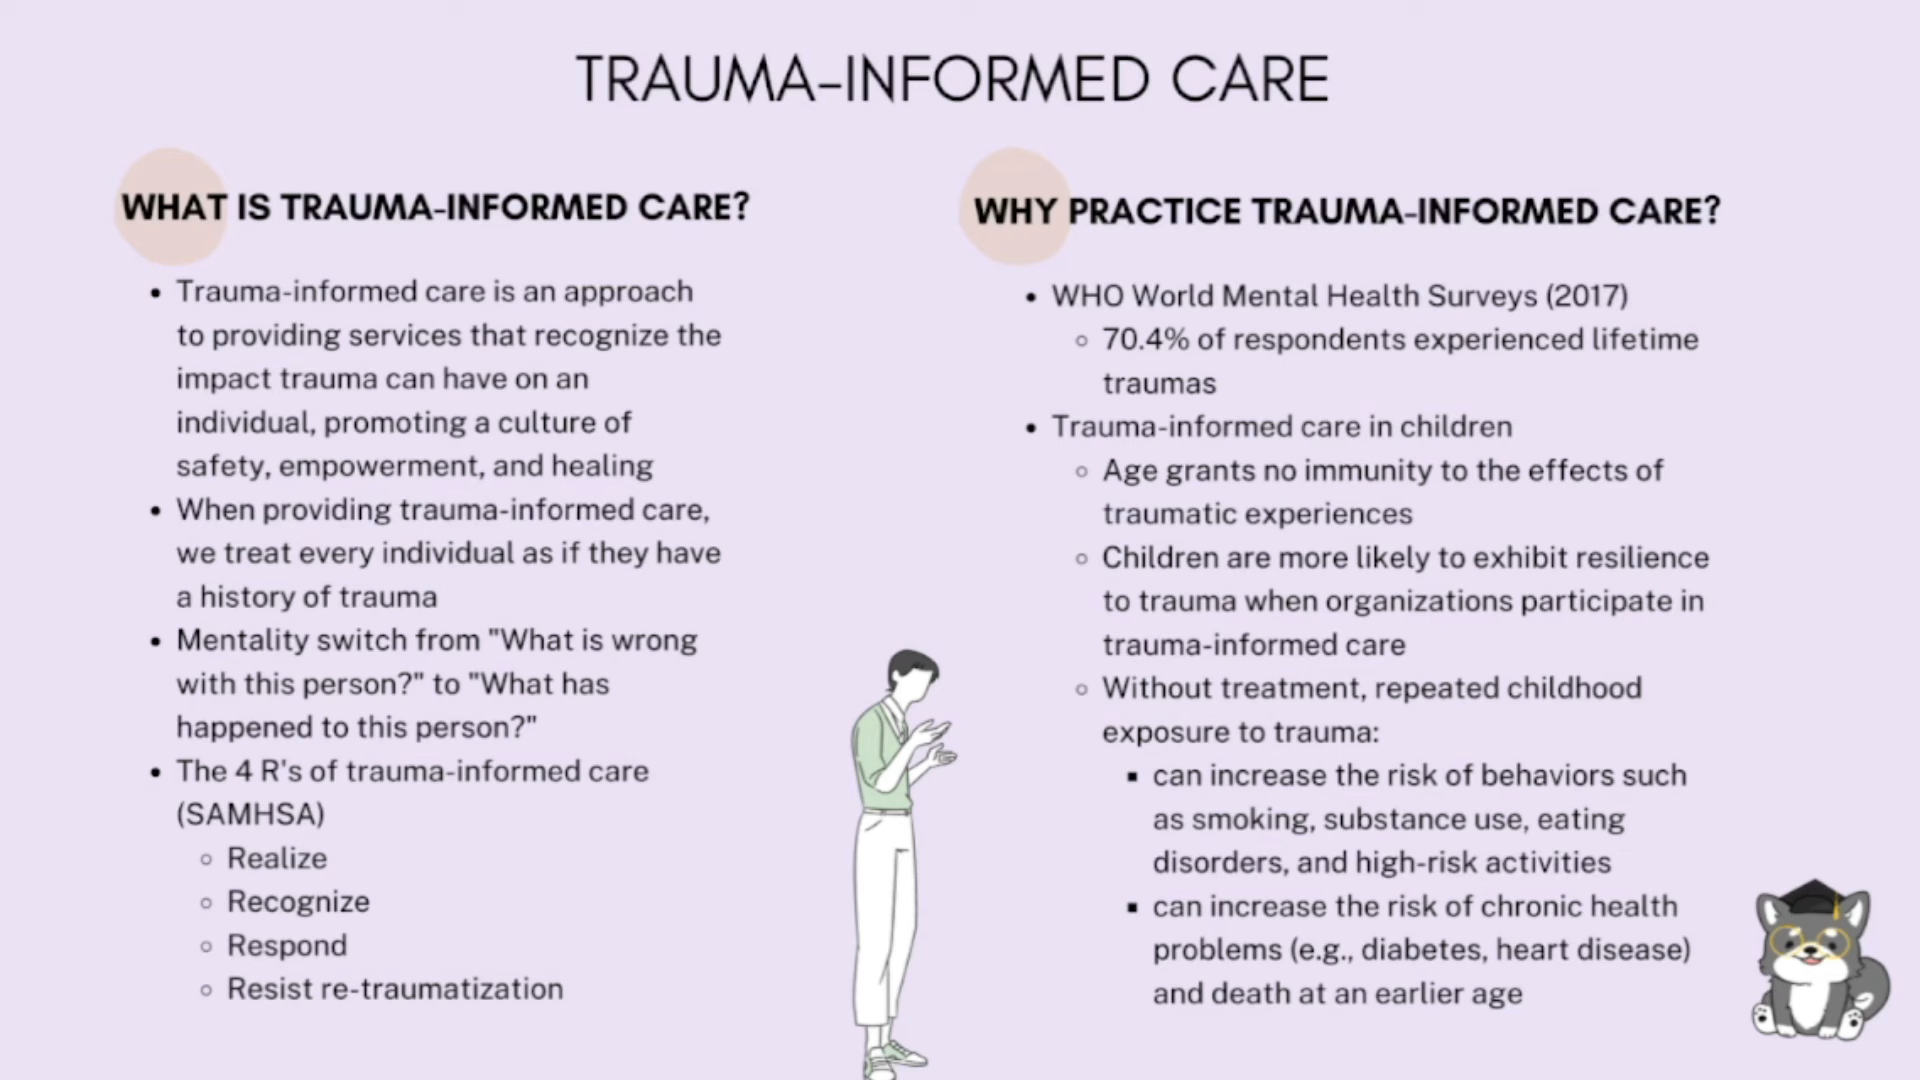 TRAUMA-INFORMED CARE
WHAT IS TRAUMA-INFORMED CARE?
• Trauma-informed care is an approach
to providing services that recognize the
impact trauma can have on an
individual, promoting a culture of
safety, empowerment, and healing
• When providing trauma-informed care,
we treat every individual as if they have
a history of trauma
• Mentality switch from "What is wrong
with this person?" to "What has
happened to this person?"
• The 4 R's of trauma-informed care
(SAMHSA)
◦ Realize
◦ Recognize
◦ Respond
◦ Resist re-traumatization
WHY PRACTICE TRAUMA-INFORMED CARE?
• WHO World Mental Health Surveys (2017)
◦ 70.4% of respondents experienced lifetime
traumas
• Trauma-informed care in children
◦ Age grants no immunity to the effects of
traumatic experiences
◦ Children are more likely to exhibit resilience
to trauma when organizations participate in
trauma-informed care
◦ Without treatment, repeated childhood
exposure to trauma:
▪ can increase the risk of behaviors such
as smoking, substance use, eating
disorders, and high-risk activities
▪ can increase the risk of chronic health
problems (e.g., diabetes, heart disease)
and death at an earlier age